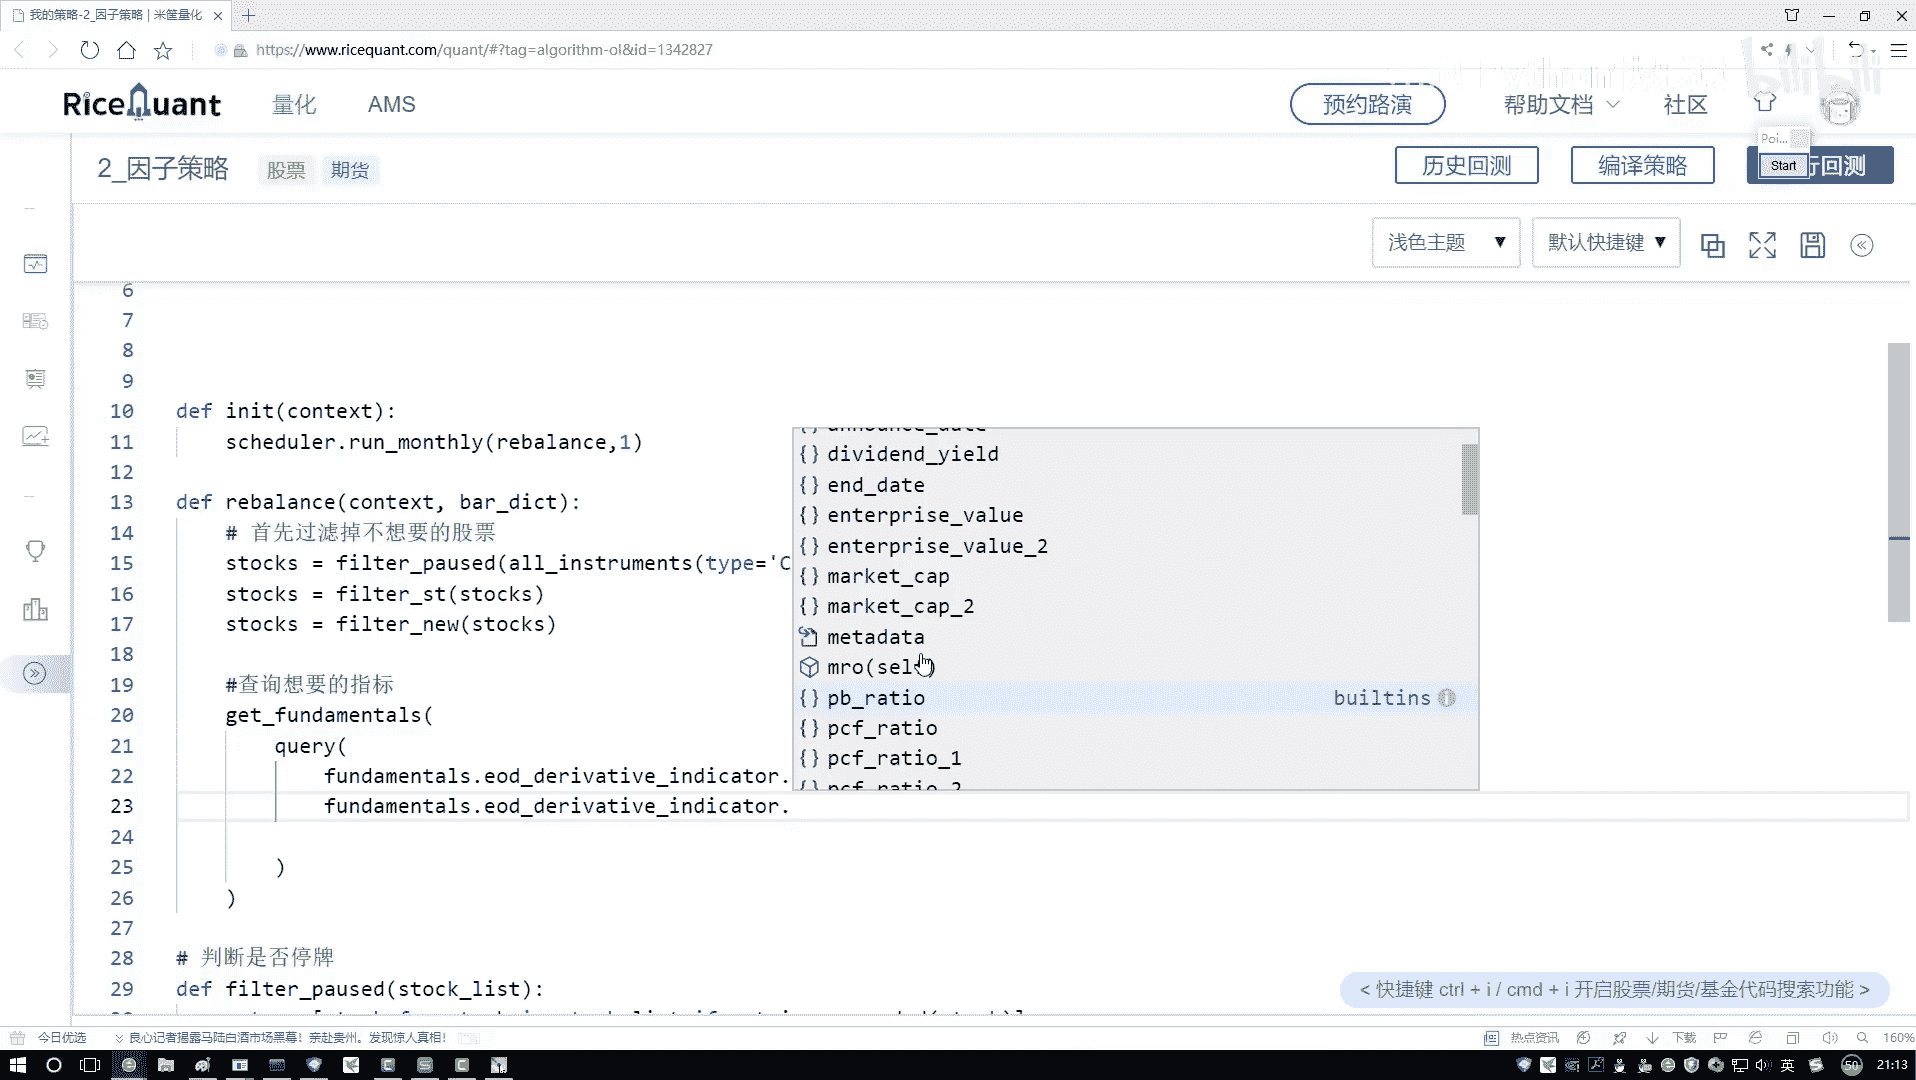 我的策略-2_因子策略 | 米筐量化
https://www.ricequant.com/quant/#?tag=algorithm-ol&id=1342827
bilibili
RiceQuant 量化 AMS 预约路演 帮助文档 社区
Poi...
2_因子策略 股票 期货 历史回测 编译策略 Start 行回测
浅色主题 默认快捷键
6
7
8
9
10 def init(context):
11 scheduler.run_monthly(rebalance,1)
12
13 def rebalance(context, bar_dict):
14 # 首先过滤掉不想要的股票
15 stocks = filter_paused(all_instruments(type='C
16 stocks = filter_st(stocks)
17 stocks = filter_new(stocks)
18
19 #查询想要的指标
20 get_fundamentals(
21 query(
22 fundamentals.eod_derivative_indicator.
23 fundamentals.eod_derivative_indicator.
24
25 )
26 )
27
28 # 判断是否停牌
29 def filter_paused(stock_list):
announce_date
{} dividend_yield
{} end_date
{} enterprise_value
{} enterprise_value_2
{} market_cap
{} market_cap_2
metadata
mro(self)
{} pb_ratio builtins
{} pcf_ratio
{} pcf_ratio_1
{} pcf_ratio_2
< 快捷键 ctrl + i / cmd + i 开启股票/期货/基金代码搜索功能 >
今日优选 良心记者揭露马陆白酒市场黑幕！亲赴贵州。发现惊人真相！ 热点资讯 下载 160%
英 50 21:13